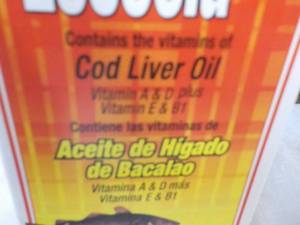 Contains the vitamins of
Cod Liver Oil
Vitamin A & D plus
Vitamin E & B1
Contiene las vitaminas de
Aceite de Hígado
de Bacalao
Vitamina A & D más
Vitamina E & B1